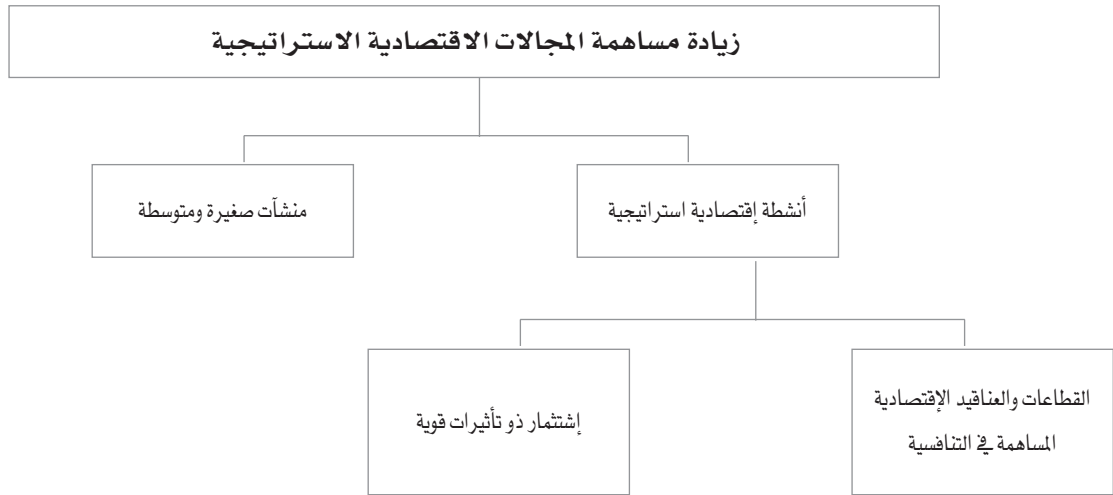 زيادة مساهمة المجالات الاقتصادية الاستراتيجية
أنشطة إقتصادية استراتيجية
منشآت صغيرة ومتوسطة
القطاعات والعناقيد الإقتصادية
المساهمة في التنافسية
إشتثمار ذو تأثيرات قوية